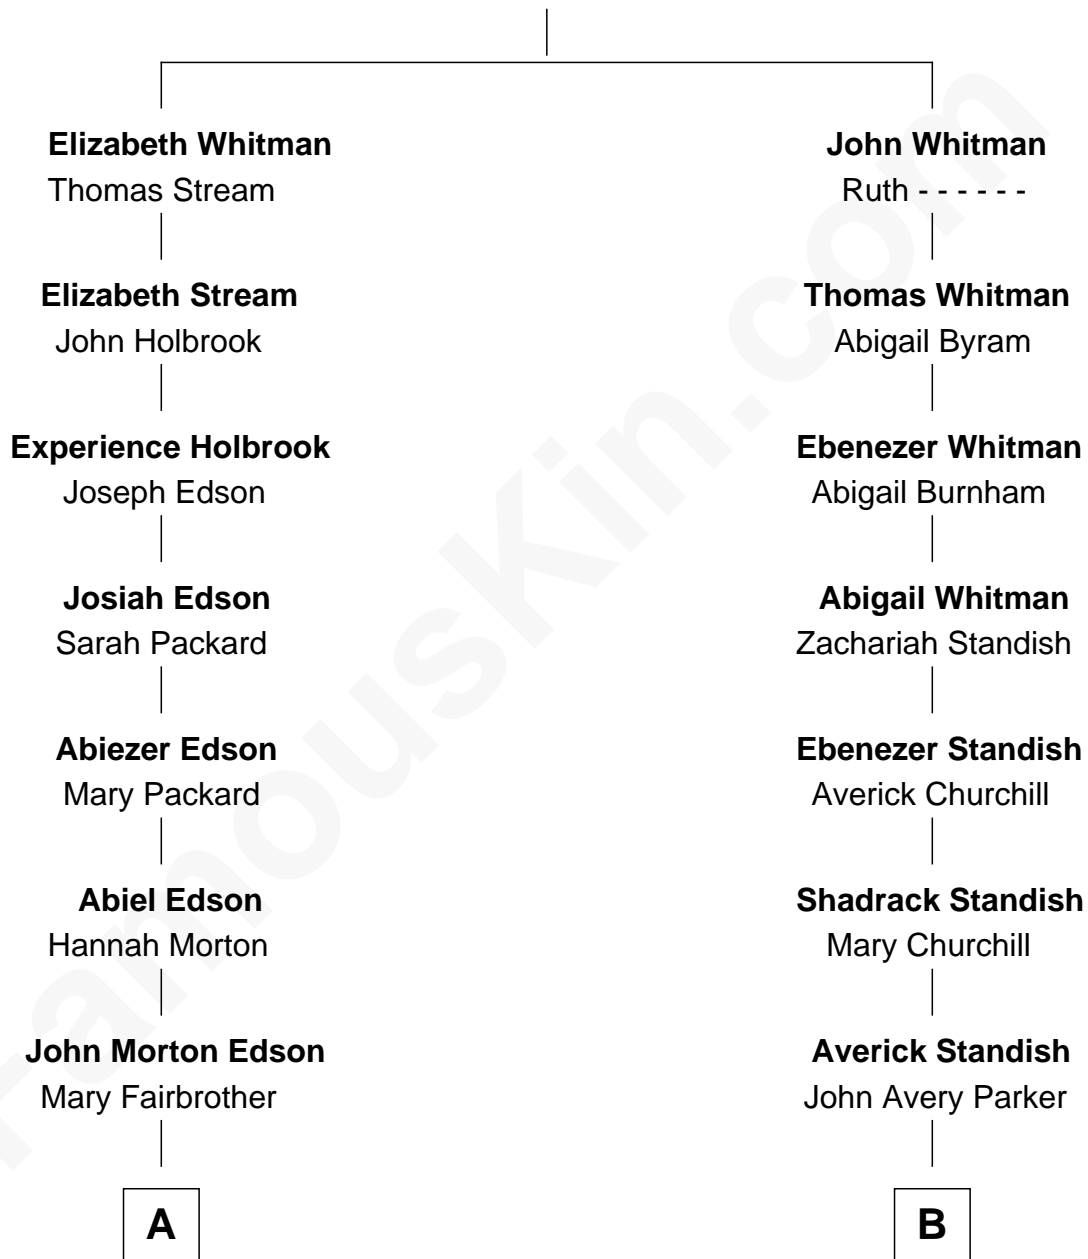 Elizabeth Whitman
Thomas Stream
John Whitman
Ruth - - - - - -
Elizabeth Stream
John Holbrook
Thomas Whitman
Abigail Byram
Experience Holbrook
Joseph Edson
Ebenezer Whitman
Abigail Burnham
Josiah Edson
Sarah Packard
Abigail Whitman
Zachariah Standish
Abiezer Edson
Mary Packard
Ebenezer Standish
Averick Churchill
Abiel Edson
Hannah Morton
Shadrack Standish
Mary Churchill
John Morton Edson
Mary Fairbrother
Averick Standish
John Avery Parker
A
B
FamousKin.com